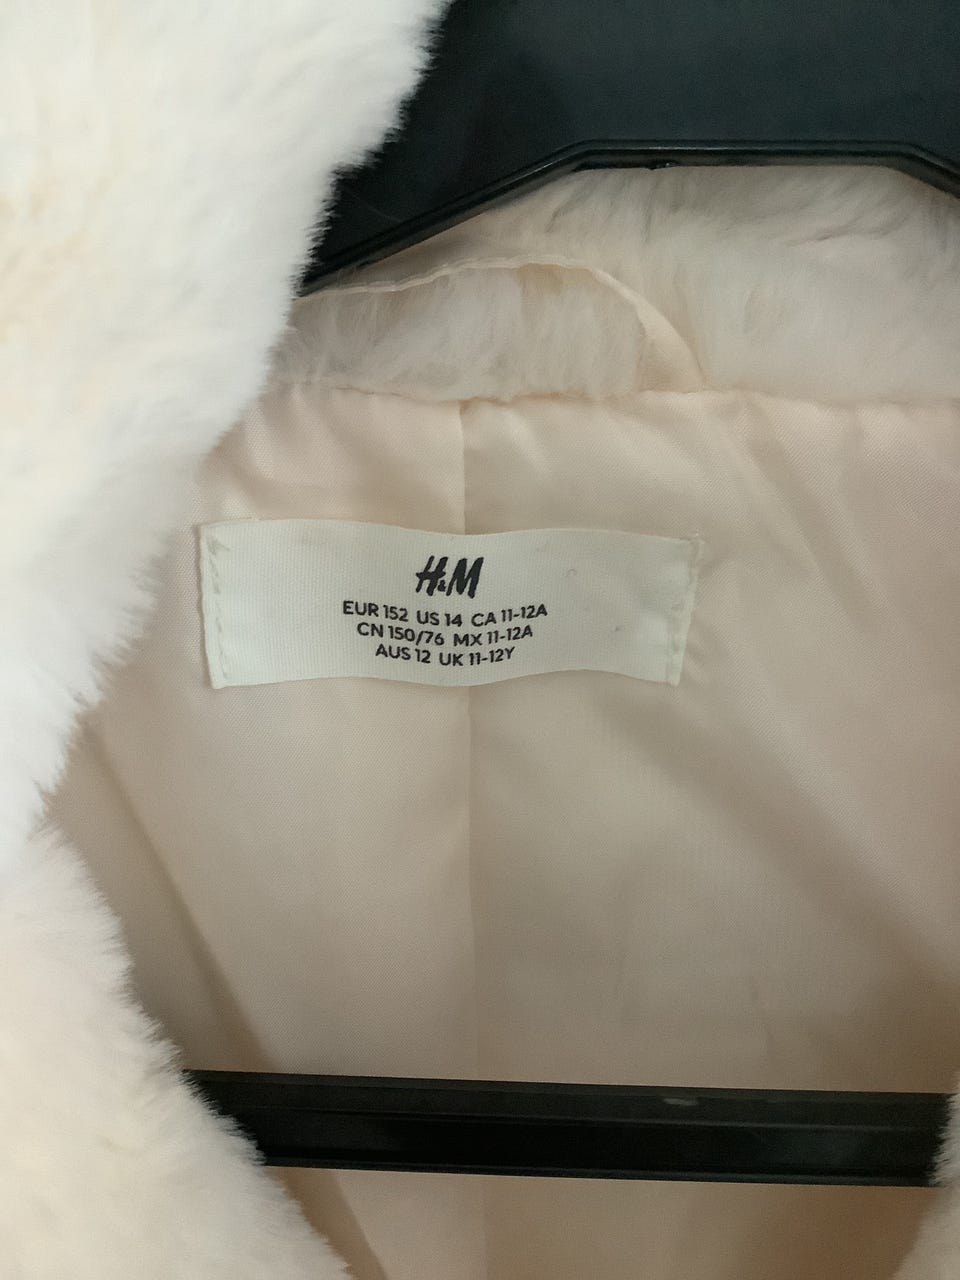 H&M
EUR 152 US 14 CA 11-12A
CN 150/76 MX 11-12A
AUS 12 UK 11-12Y